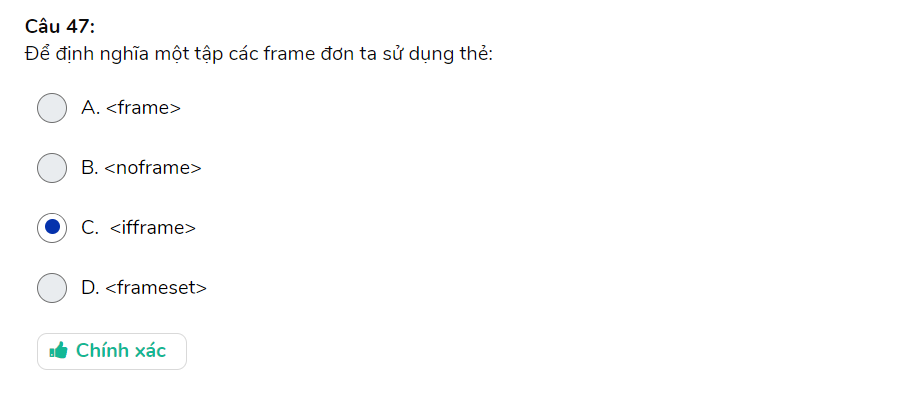 Câu 47:
Để định nghĩa một tập các frame đơn ta sử dụng thẻ:
A. <frame>
B. <noframe>
C. <ifframe>
D. <frameset>
Chính xác